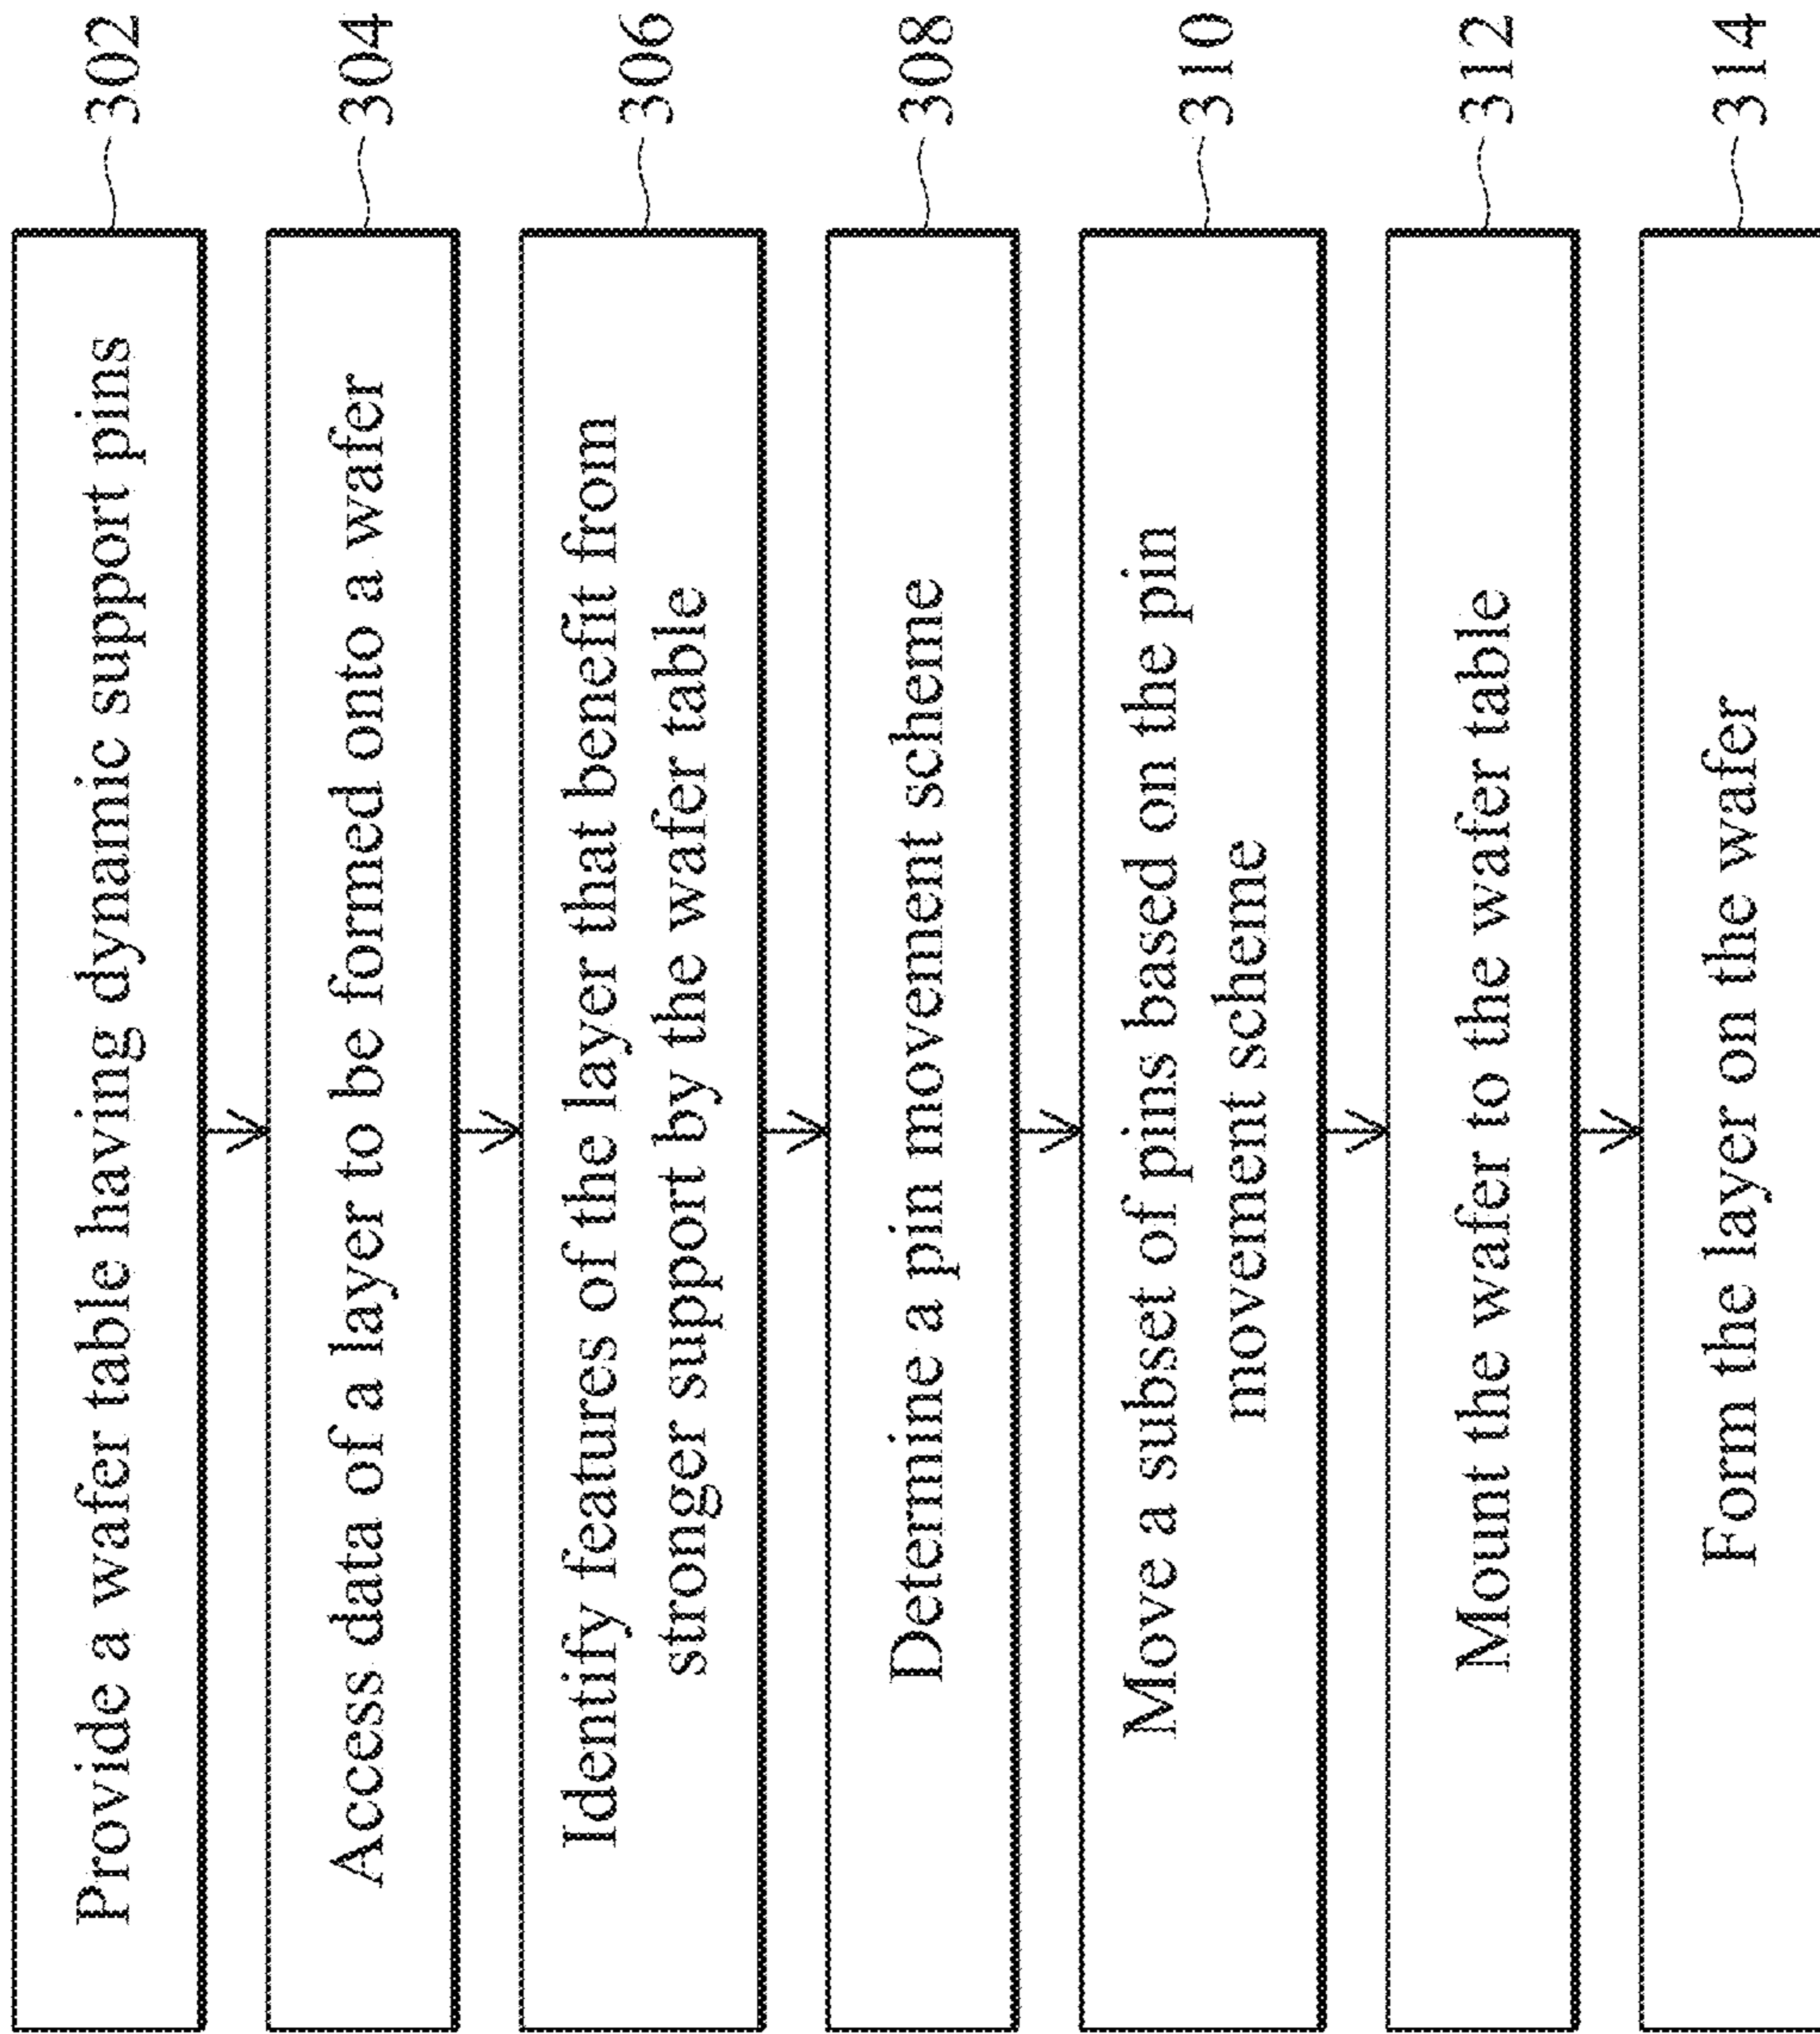 Provide a wafer table having dynamic support pins
302
Access data of a layer to be formed onto a wafer
304
Identify features of the layer that benefit from
stronger support by the wafer table
306
Determine a pin movement scheme
308
Move a subset of pins based on the pin
movement scheme
310
Mount the wafer to the wafer table
312
Form the layer on the wafer
314